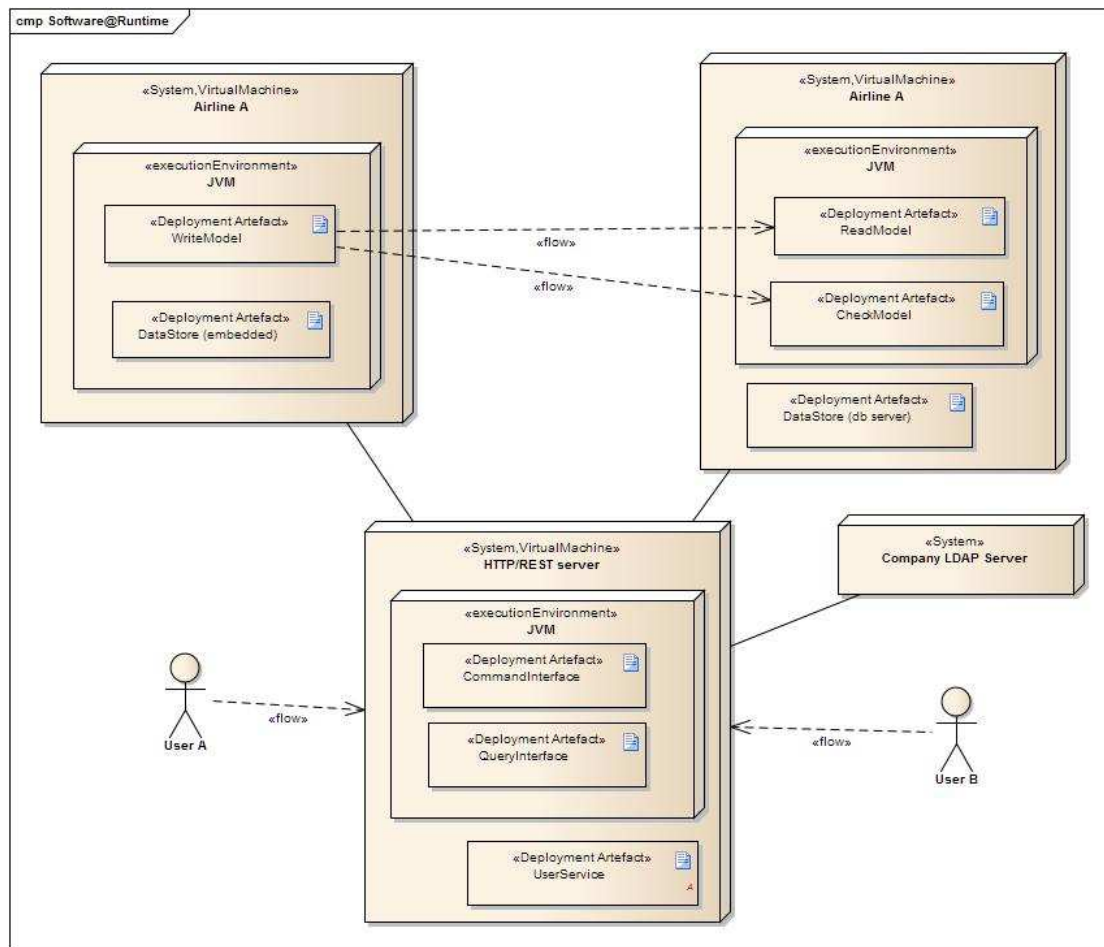 cmp Software@Runtime
«System,VirtualMachine»
Airline A
«executionEnvironment»
JVM
«Deployment Artefact»
WriteModel
«Deployment Artefact»
DataStore (embedded)
«flow»
«flow»
«System,VirtualMachine»
Airline A
«executionEnvironment»
JVM
«Deployment Artefact»
ReadModel
«Deployment Artefact»
CheckModel
«Deployment Artefact»
DataStore (db server)
«System,VirtualMachine»
HTTP/REST server
«executionEnvironment»
JVM
«Deployment Artefact»
CommandInterface
«Deployment Artefact»
QueryInterface
«Deployment Artefact»
UserService
A
«System»
Company LDAP Server
User A
«flow»
«flow»
User B